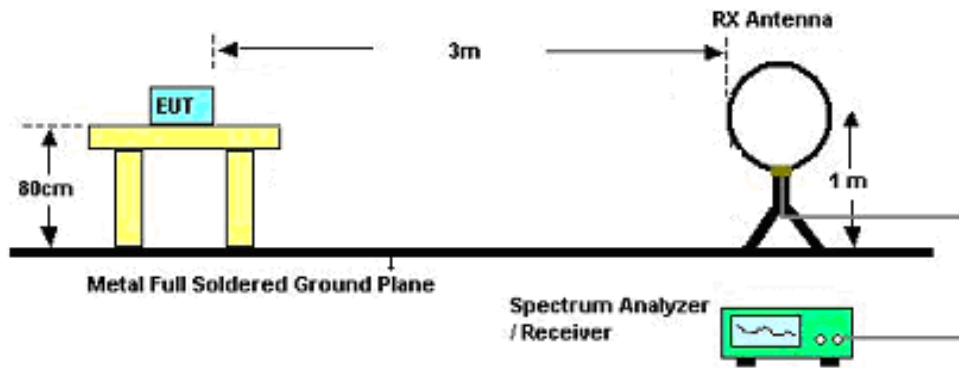 RX Antenna
3m
EUT
80cm
1 m
Metal Full Soldered Ground Plane
Spectrum Analyzer
/ Receiver